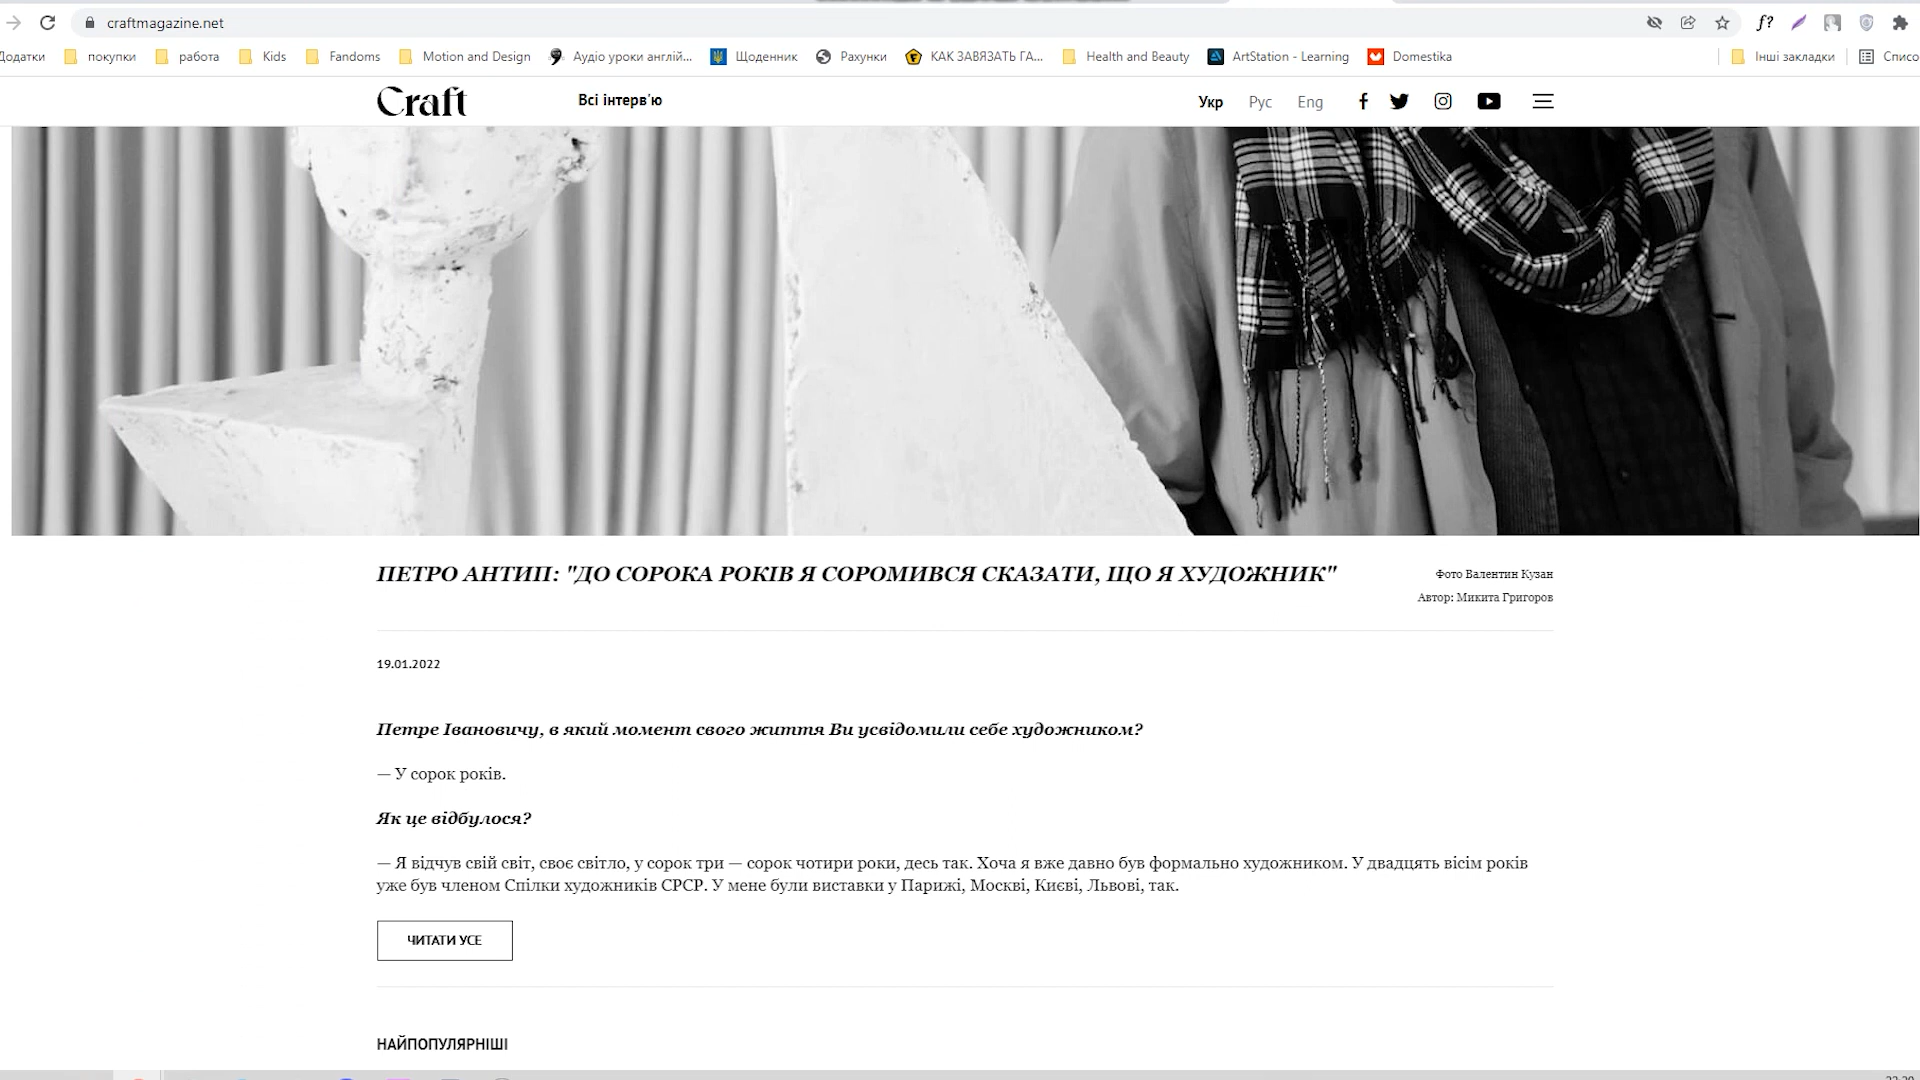 craftmagazine.net
f?
Додатки
покупки
работа
Kids
Fandoms
Motion and Design
Аудіо уроки англій...
Щоденник
Рахунки
КАК ЗАВЯЗАТЬ ГА...
Health and Beauty
ArtStation - Learning
Domestika
Інші закладки
Списо
Craft
Всі інтерв'ю
Укр Рус Eng
ПЕТРО АНТИП: "ДО СОРОКА РОКІВ Я СОРОМИВСЯ СКАЗАТИ, ЩО Я ХУДОЖНИК"
Фото Валентин Кузан
Автор: Микита Григоров
19.01.2022
Петре Івановичу, в який момент свого життя Ви усвідомили себе художником?
— У сорок років.
Як це відбулося?
— Я відчув свій світ, своє світло, у сорок три — сорок чотири роки, десь так. Хоча я вже давно був формально художником. У двадцять вісім років
уже був членом Спілки художників СРСР. У мене були виставки у Парижі, Москві, Києві, Львові, так.
ЧИТАТИ УСЕ
НАЙПОПУЛЯРНІШІ